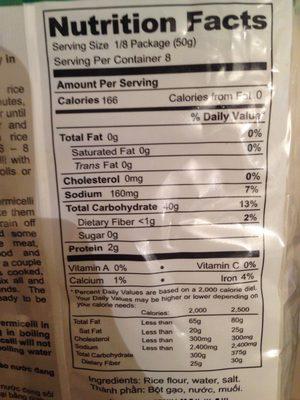 Nutrition Facts
Serving Size 1/8 Package (50g)
Serving Per Container 8
Amount Per Serving
Calories 166 Calories from Fat 0
% Daily Value*
Total Fat 0g 0%
Saturated Fat 0g 0%
Trans Fat 0g
Cholesterol 0mg 0%
Sodium 160mg 7%
Total Carbohydrate 40g 13%
Dietary Fiber <1g 2%
Sugar 0g
Protein 2g
Vitamin A 0% • Vitamin C 0%
Calcium 1% • Iron 4%
*Percent Daily Values are based on a 2,000 calorie diet.
Your Daily Values may be higher or lower depending on
your calorie needs:
Calories: 2,000 2,500
Total Fat Less than 65g 80g
Sat Fat Less than 20g 25g
Cholesterol Less than 300mg 300mg
Sodium Less than 2,400mg 2,400mg
Total Carbohydrate 300g 375g
Dietary Fiber 25g 30g
Ingredients: Rice flour, water, salt.
Thành phần: Bột gạo, nước, muối.